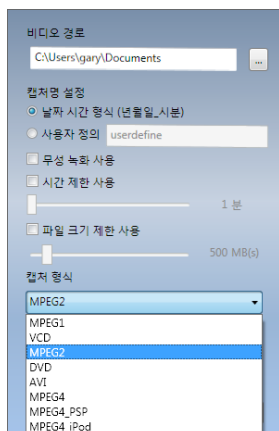 비디오 경로
C:\Users\gary\Documents
...
캡처명 설정
날짜 시간 형식 (년월일_시분)
사용자 정의 userdefine
무성 녹화 사용
시간 제한 사용
1 분
파일 크기 제한 사용
500 MB(s)
캡처 형식
MPEG2
MPEG1
VCD
MPEG2
DVD
AVI
MPEG4
MPEG4_PSP
MPEG4_iPod